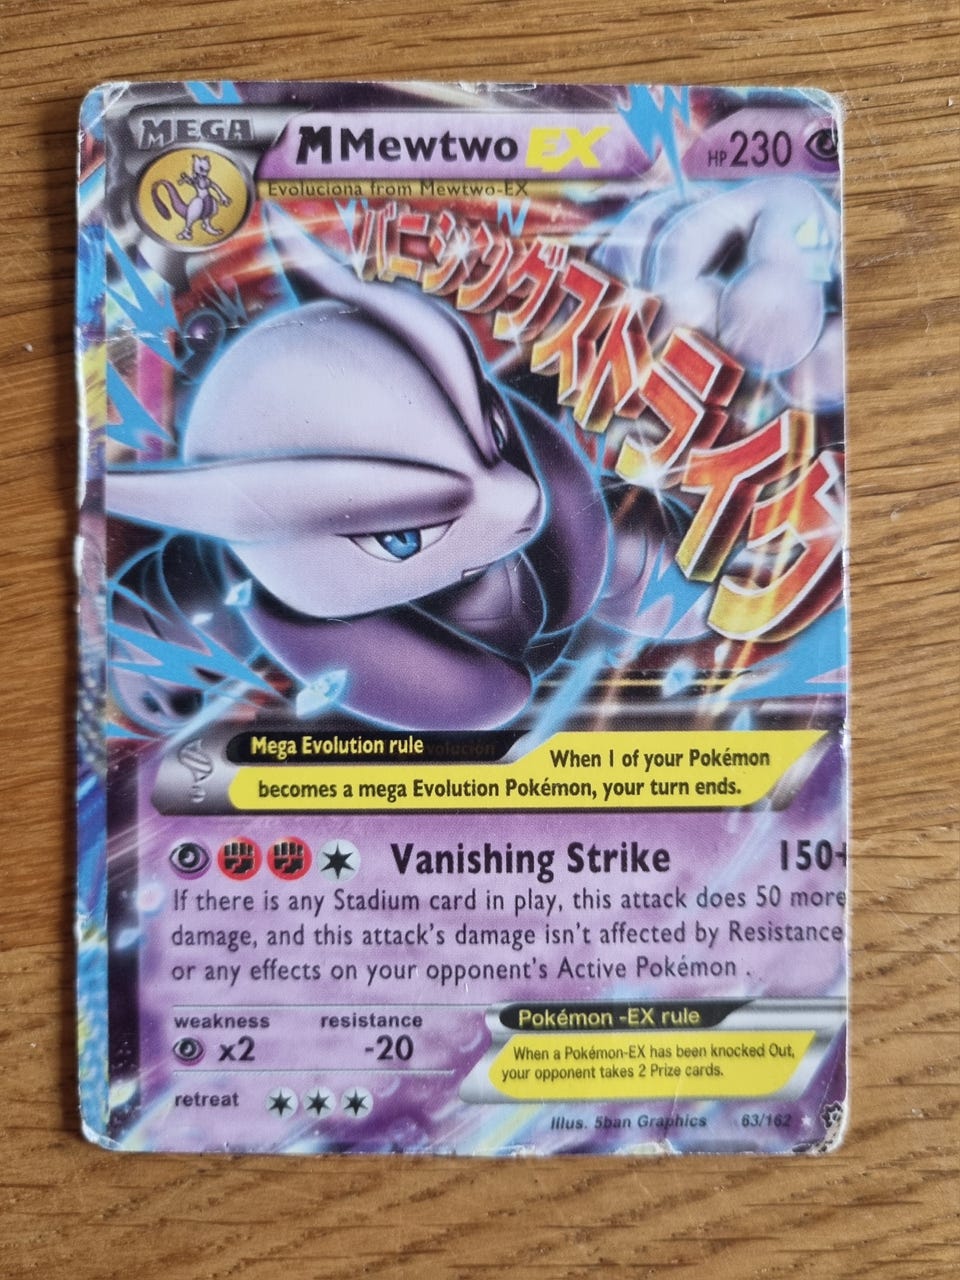 MEGA
M Mewtwo EX
HP 230
Evoluciona from Mewtwo-EX
バニシングストライク
Mega Evolution rule
When 1 of your Pokémon
becomes a mega Evolution Pokémon, your turn ends.
Vanishing Strike 150+
If there is any Stadium card in play, this attack does 50 more
damage, and this attack's damage isn't affected by Resistance
or any effects on your opponent's Active Pokémon .
weakness resistance
x2 -20
Pokémon -EX rule
When a Pokémon-EX has been knocked Out,
your opponent takes 2 Prize cards.
retreat
Illus. 5ban Graphics 63/162